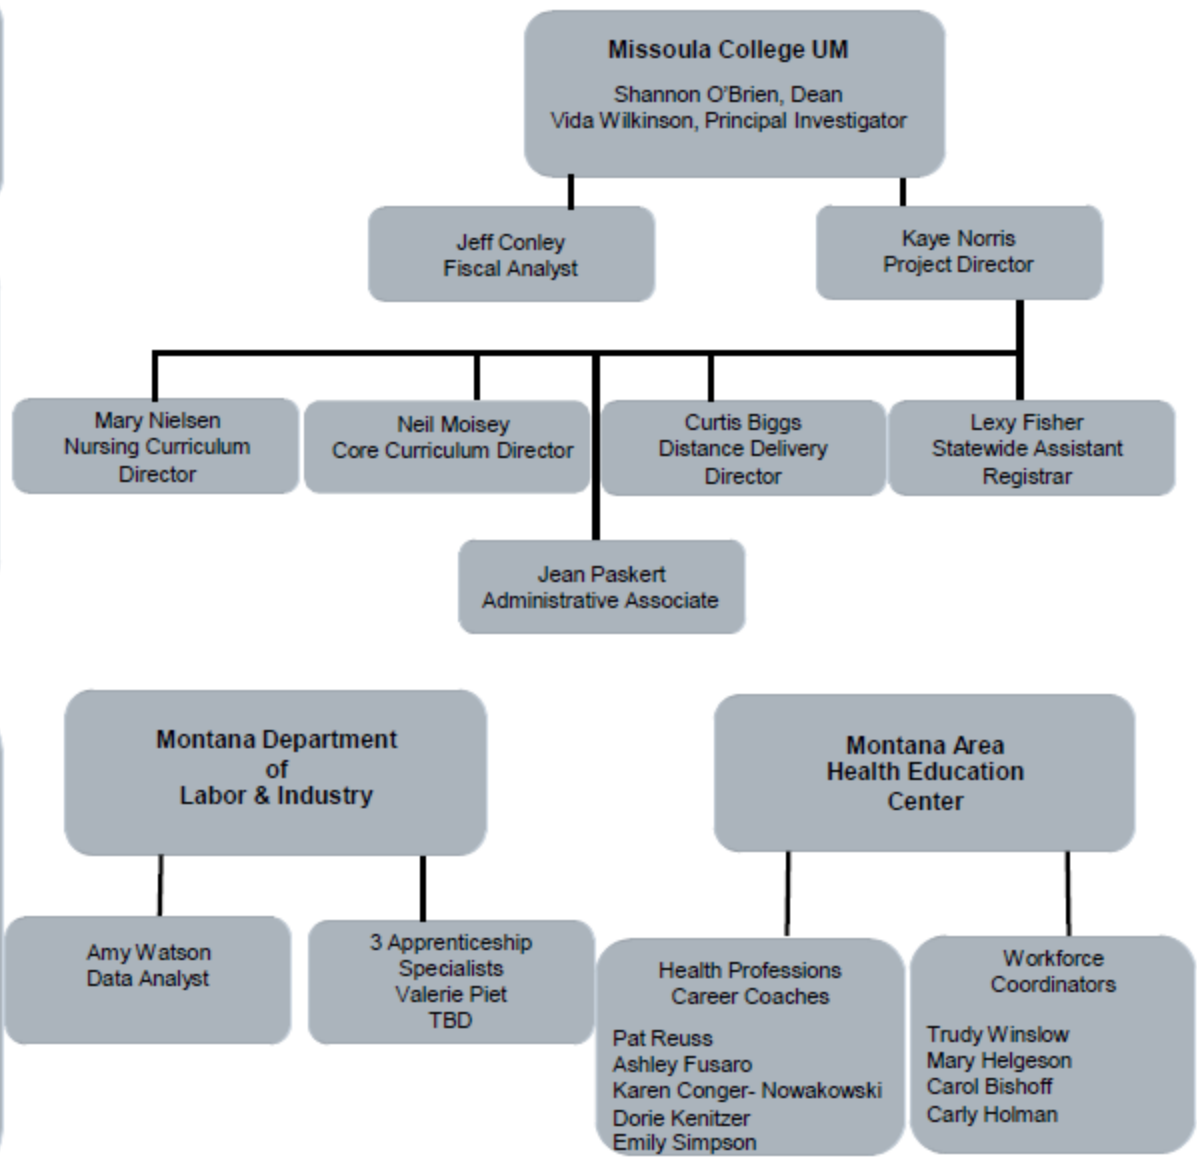 Missoula College UM
Shannon O'Brien, Dean
Vida Wilkinson, Principal Investigator
Jeff Conley
Fiscal Analyst
Kaye Norris
Project Director
Mary Nielsen
Nursing Curriculum
Director
Neil Moisey
Core Curriculum Director
Curtis Biggs
Distance Delivery
Director
Lexy Fisher
Statewide Assistant
Registrar
Jean Paskert
Administrative Associate
Montana Department
of
Labor & Industry
Montana Area
Health Education
Center
Amy Watson
Data Analyst
3 Apprenticeship
Specialists
Valerie Piet
TBD
Health Professions
Career Coaches
Pat Reuss
Ashley Fusaro
Karen Conger- Nowakowski
Dorie Kenitzer
Emily Simpson
Workforce
Coordinators
Trudy Winslow
Mary Helgeson
Carol Bishoff
Carly Holman